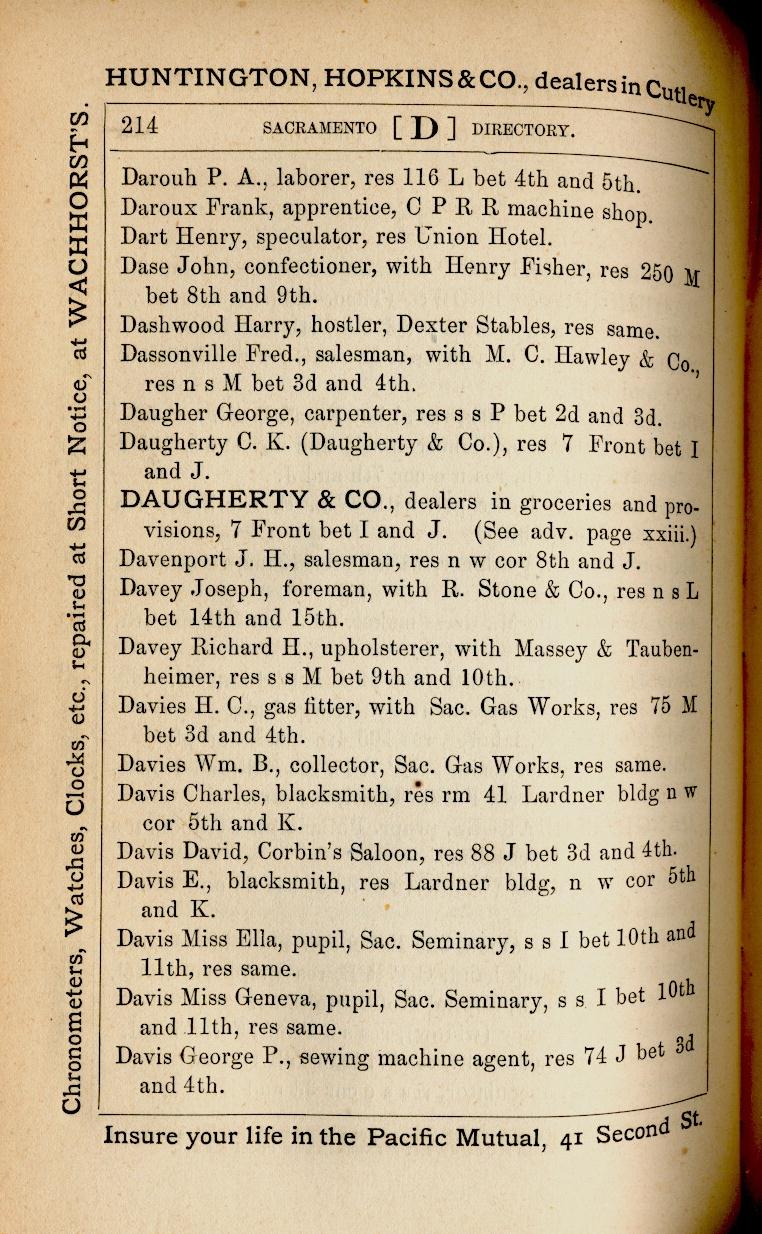 HUNTINGTON, HOPKINS & CO., dealers in Cutlery
214 SACRAMENTO [ D ] DIRECTORY.
Darouh P. A., laborer, res 116 L bet 4th and 5th.
Daroux Frank, apprentice, C P R R machine shop.
Dart Henry, speculator, res Union Hotel.
Dase John, confectioner, with Henry Fisher, res 250 M
bet 8th and 9th.
Dashwood Harry, hostler, Dexter Stables, res same.
Dassonville Fred., salesman, with M. C. Hawley & Co.,
res n s M bet 3d and 4th.
Daugher George, carpenter, res s s P bet 2d and 3d.
Daugherty C. K. (Daugherty & Co.), res 7 Front bet I
and J.
DAUGHERTY & CO., dealers in groceries and pro-
visions, 7 Front bet I and J. (See adv. page xxiii.)
Davenport J. H., salesman, res n w cor 8th and J.
Davey Joseph, foreman, with R. Stone & Co., res n s L
bet 14th and 15th.
Davey Richard H., upholsterer, with Massey & Tauben-
heimer, res s s M bet 9th and 10th.
Davies H. C., gas fitter, with Sac. Gas Works, res 75 M
bet 3d and 4th.
Davies Wm. B., collector, Sac. Gas Works, res same.
Davis Charles, blacksmith, res rm 41 Lardner bldg n w
cor 5th and K.
Davis David, Corbin's Saloon, res 88 J bet 3d and 4th.
Davis E., blacksmith, res Lardner bldg, n w cor 5th
and K.
Davis Miss Ella, pupil, Sac. Seminary, s s I bet 10th and
11th, res same.
Davis Miss Geneva, pupil, Sac. Seminary, s s I bet 10th
and 11th, res same.
Davis George P., sewing machine agent, res 74 J bet 3d
and 4th.
Insure your life in the Pacific Mutual, 41 Second St.
Chronometers, Watches, Clocks, etc., repaired at Short Notice, at WACHHORST'S.